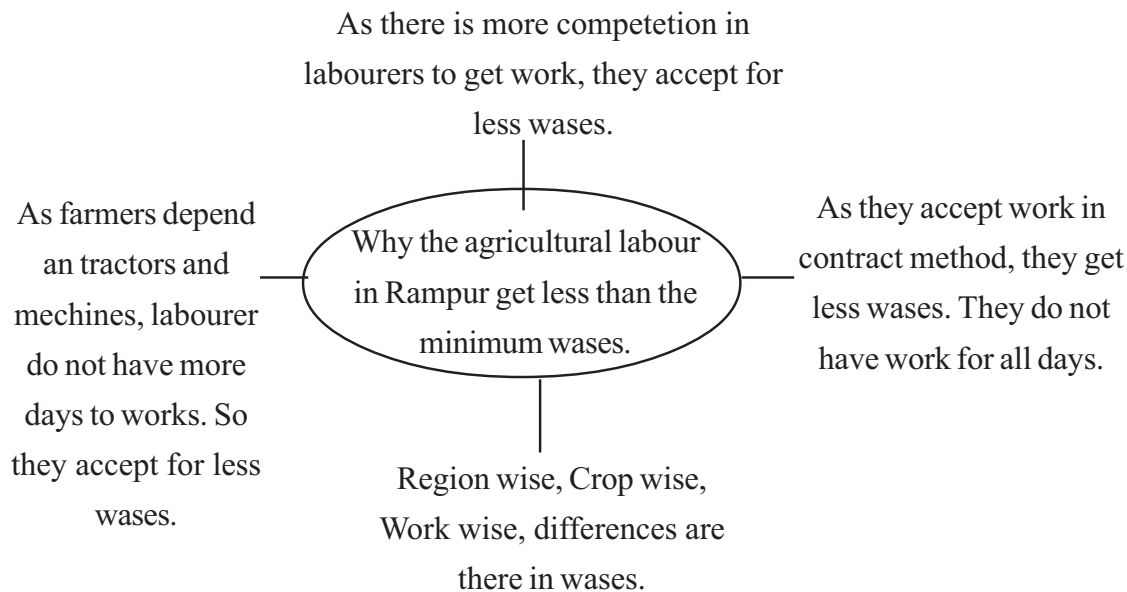 As there is more competetion in
labourers to get work, they accept for
less wases.
As farmers depend
an tractors and
mechines, labourer
do not have more
days to works. So
they accept for less
wases.
Why the agricultural labour
in Rampur get less than the
minimum wases.
As they accept work in
contract method, they get
less wases. They do not
have work for all days.
Region wise, Crop wise,
Work wise, differences are
there in wases.